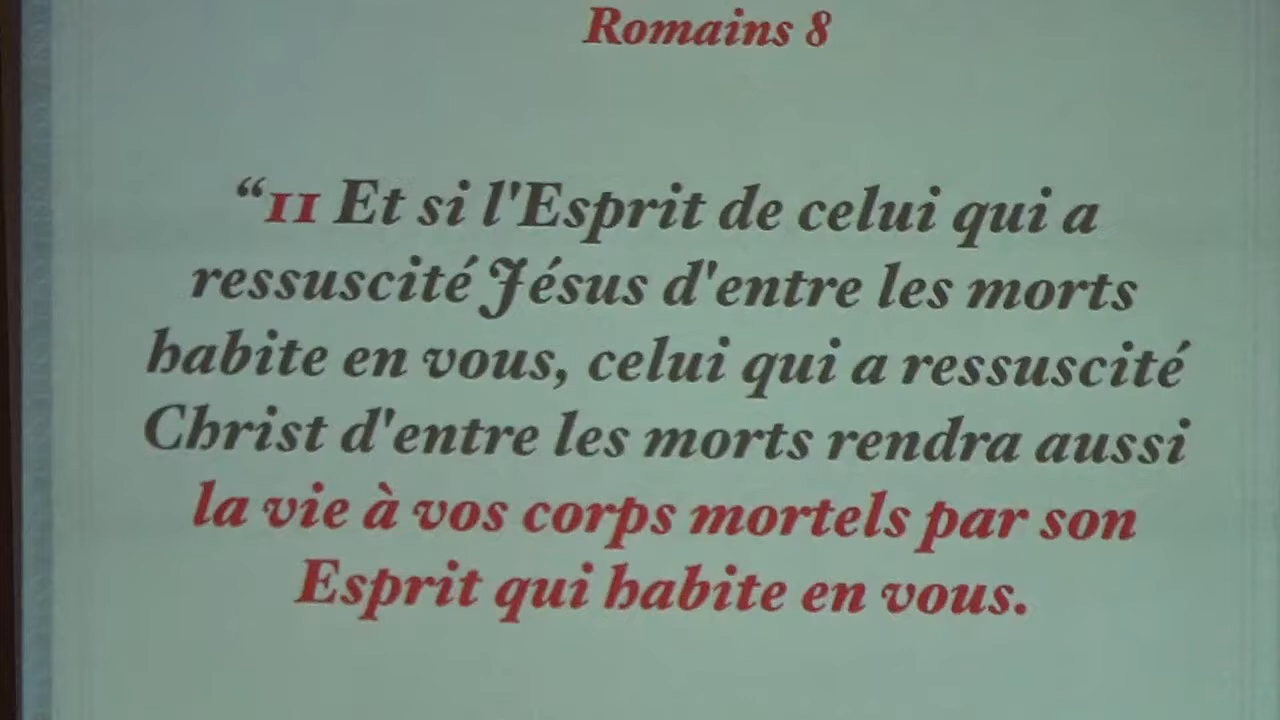 Romains 8
“11 Et si l'Esprit de celui qui a
ressuscité Jésus d'entre les morts
habite en vous, celui qui a ressuscité
Christ d'entre les morts rendra aussi
la vie à vos corps mortels par son
Esprit qui habite en vous.